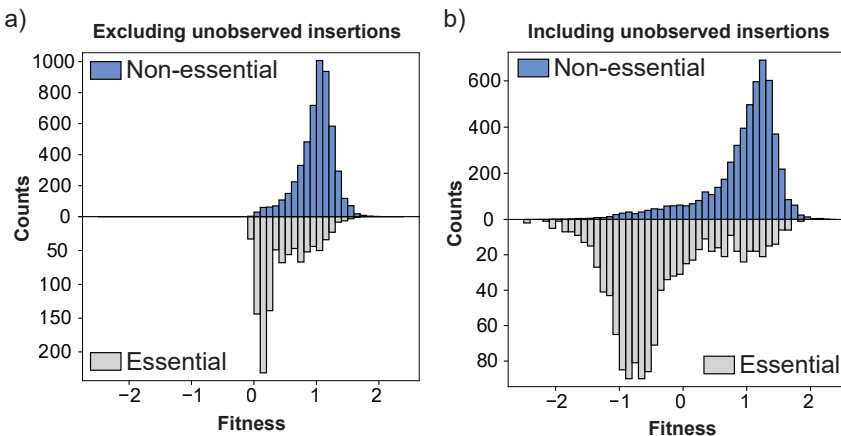 a)
Excluding unobserved insertions
Non-essential
1000
800
600
400
200
0
50
100
150
200
Counts
Essential
−2
−1
0
1
2
Fitness
b)
Including unobserved insertions
Non-essential
600
400
200
0
20
40
60
80
Counts
Essential
−2
−1
0
1
2
Fitness